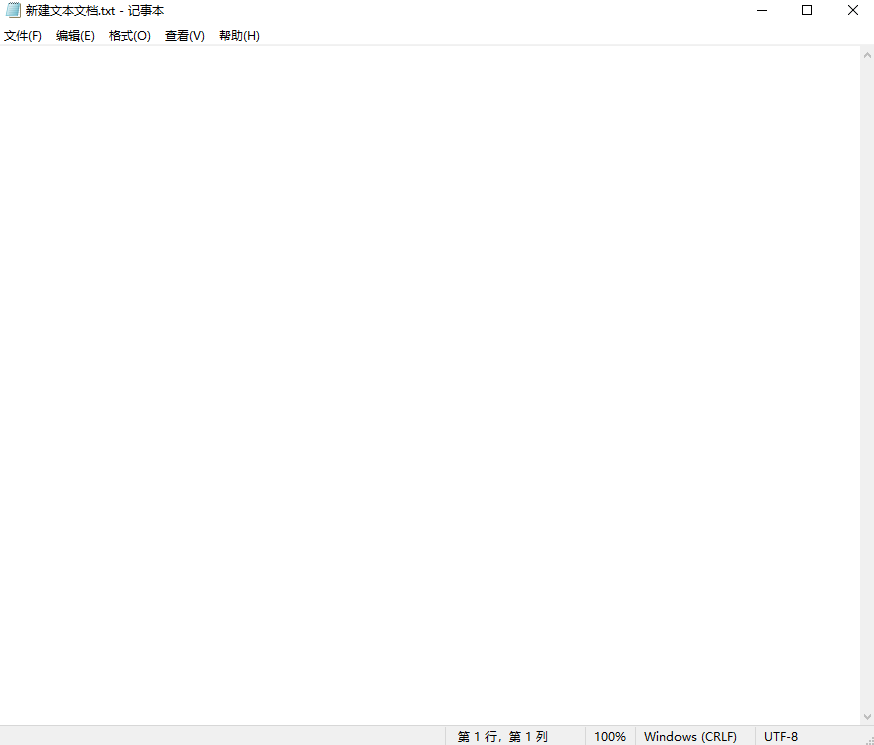 新建文本文档.txt - 记事本
文件(F) 编辑(E) 格式(O) 查看(V) 帮助(H)
第 1 行，第 1 列 100% Windows (CRLF) UTF-8